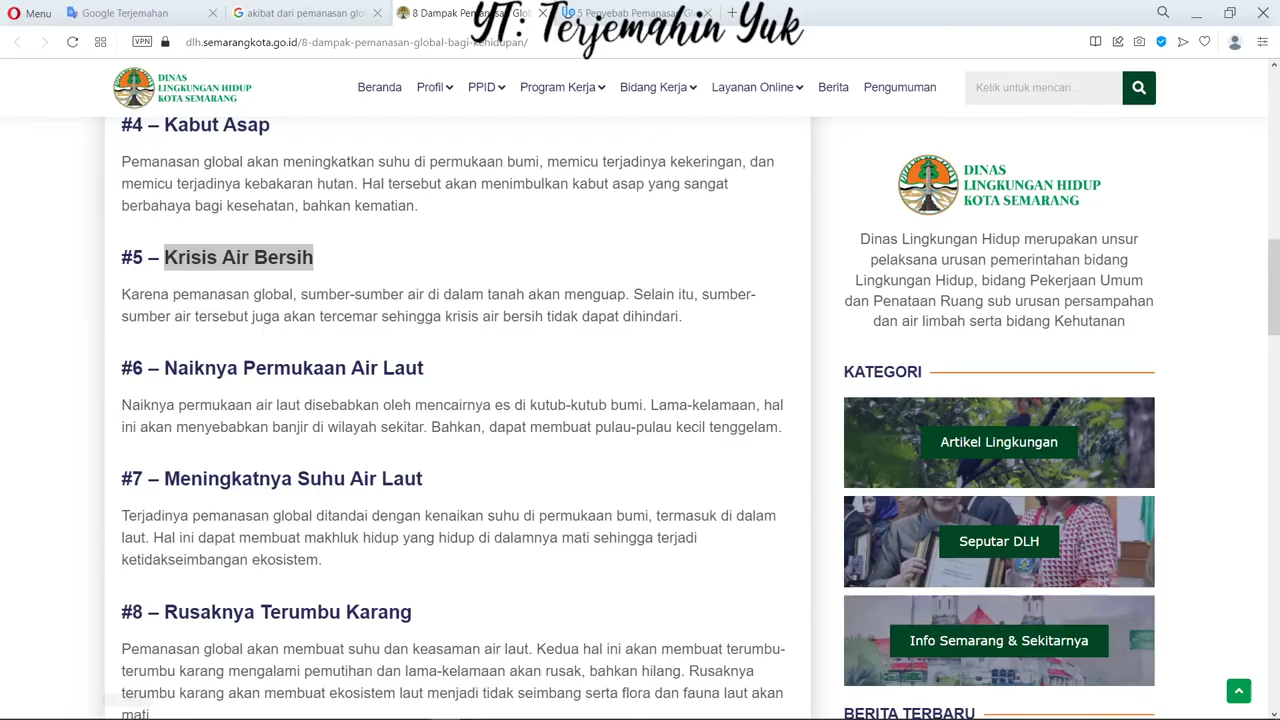 Menu
Google Terjemahan
akibat dari pemanasan glo
8 Dampak Pemanasan Glo
5 Penyebab Pemanasan Gl
YT: Terjemahin Yuk
VPN
dlh.semarangkota.go.id/8-dampak-pemanasan-global-bagi-kehidupan/
DINAS
LINGKUNGAN HIDUP
KOTA SEMARANG
Beranda
Profil
PPID
Program Kerja
Bidang Kerja
Layanan Online
Berita
Pengumuman
Ketik untuk mencari...
#4 – Kabut Asap
Pemanasan global akan meningkatkan suhu di permukaan bumi, memicu terjadinya kekeringan, dan
memicu terjadinya kebakaran hutan. Hal tersebut akan menimbulkan kabut asap yang sangat
berbahaya bagi kesehatan, bahkan kematian.
#5 – Krisis Air Bersih
Karena pemanasan global, sumber-sumber air di dalam tanah akan menguap. Selain itu, sumber-
sumber air tersebut juga akan tercemar sehingga krisis air bersih tidak dapat dihindari.
#6 – Naiknya Permukaan Air Laut
Naiknya permukaan air laut disebabkan oleh mencairnya es di kutub-kutub bumi. Lama-kelamaan, hal
ini akan menyebabkan banjir di wilayah sekitar. Bahkan, dapat membuat pulau-pulau kecil tenggelam.
#7 – Meningkatnya Suhu Air Laut
Terjadinya pemanasan global ditandai dengan kenaikan suhu di permukaan bumi, termasuk di dalam
laut. Hal ini dapat membuat makhluk hidup yang hidup di dalamnya mati sehingga terjadi
ketidakseimbangan ekosistem.
#8 – Rusaknya Terumbu Karang
Pemanasan global akan membuat suhu dan keasaman air laut. Kedua hal ini akan membuat terumbu-
terumbu karang mengalami pemutihan dan lama-kelamaan akan rusak, bahkan hilang. Rusaknya
terumbu karang akan membuat ekosistem laut menjadi tidak seimbang serta flora dan fauna laut akan
mati.
DINAS
LINGKUNGAN HIDUP
KOTA SEMARANG
Dinas Lingkungan Hidup merupakan unsur
pelaksana urusan pemerintahan bidang
Lingkungan Hidup, bidang Pekerjaan Umum
dan Penataan Ruang sub urusan persampahan
dan air limbah serta bidang Kehutanan
KATEGORI
Artikel Lingkungan
Seputar DLH
Info Semarang & Sekitarnya
BERITA TERBARU